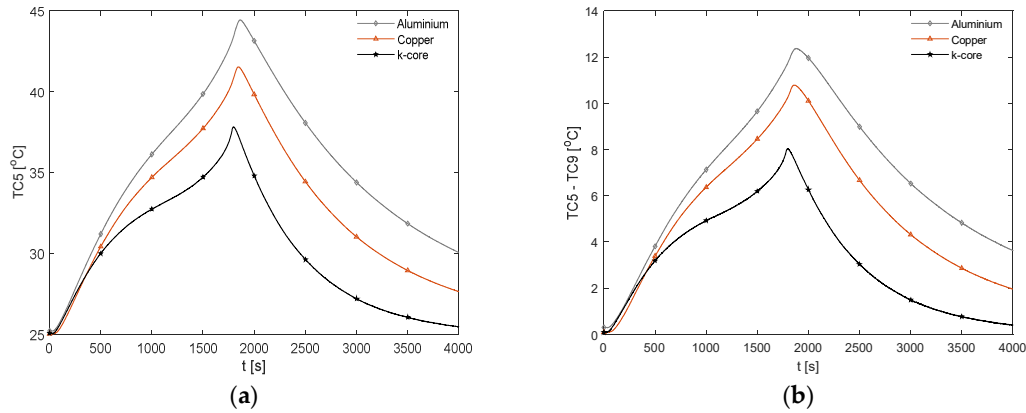 TC5 [°C]
45
40
35
30
25
0
500
1000
1500
2000
2500
3000
3500
4000
t [s]
Aluminium
Copper
k-core
(a)
TC5 - TC9 [°C]
14
12
10
8
6
4
2
0
0
500
1000
1500
2000
2500
3000
3500
4000
t [s]
Aluminium
Copper
k-core
(b)